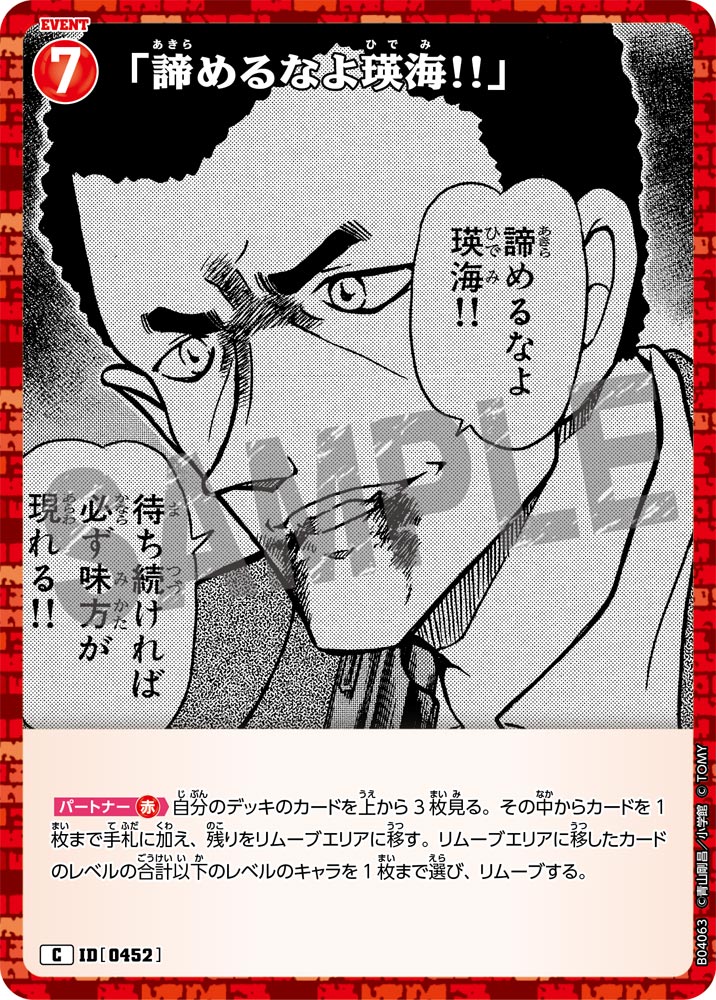 EVENT
7
「諦めるなよ瑛海!!」
諦めるなよ
瑛海!!
待ち続ければ
必ず味方が
現れる!!
SAMPLE
パートナー 赤 自分のデッキのカードを上から3枚見る。その中からカードを1
枚まで手札に加え、残りをリムーブエリアに移す。リムーブエリアに移したカード
のレベルの合計以下のレベルのキャラを1枚まで選び、リムーブする。
C ID[0452]
B04063 ©青山剛昌/小学館 © TOMY